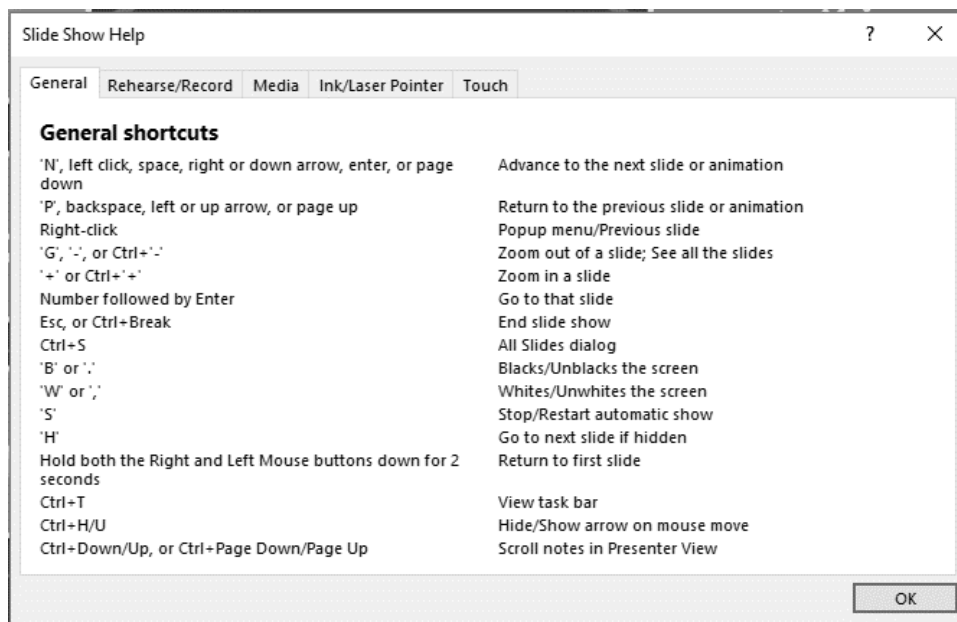 Slide Show Help ?
General Rehearse/Record Media Ink/Laser Pointer Touch
General shortcuts
'N', left click, space, right or down arrow, enter, or page Advance to the next slide or animation
down
'P', backspace, left or up arrow, or page up Return to the previous slide or animation
Right-click Popup menu/Previous slide
'G', '-', or Ctrl+'-' Zoom out of a slide; See all the slides
'+' or Ctrl+'+' Zoom in a slide
Number followed by Enter Go to that slide
Esc, or Ctrl+Break End slide show
Ctrl+S All Slides dialog
'B' or '.' Blacks/Unblacks the screen
'W' or ',' Whites/Unwhites the screen
'S' Stop/Restart automatic show
'H' Go to next slide if hidden
Hold both the Right and Left Mouse buttons down for 2 Return to first slide
seconds
Ctrl+T View task bar
Ctrl+H/U Hide/Show arrow on mouse move
Ctrl+Down/Up, or Ctrl+Page Down/Page Up Scroll notes in Presenter View
OK